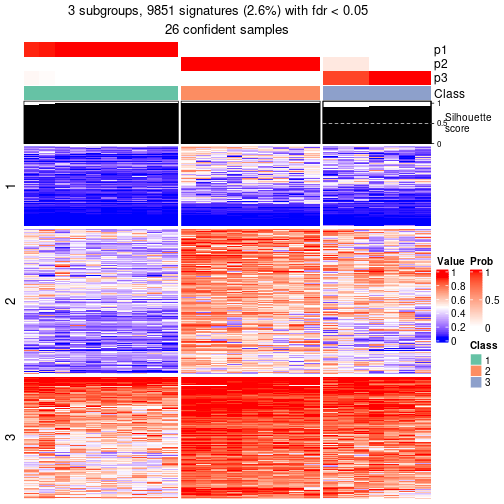 3 subgroups, 9851 signatures (2.6%) with fdr < 0.05
26 confident samples
p1
p2
p3
Class
1
0.5
0
Silhouette
score
1
2
3
Value
1
0.8
0.6
0.4
0.2
0
Prob
1
0.5
0
Class
1
2
3